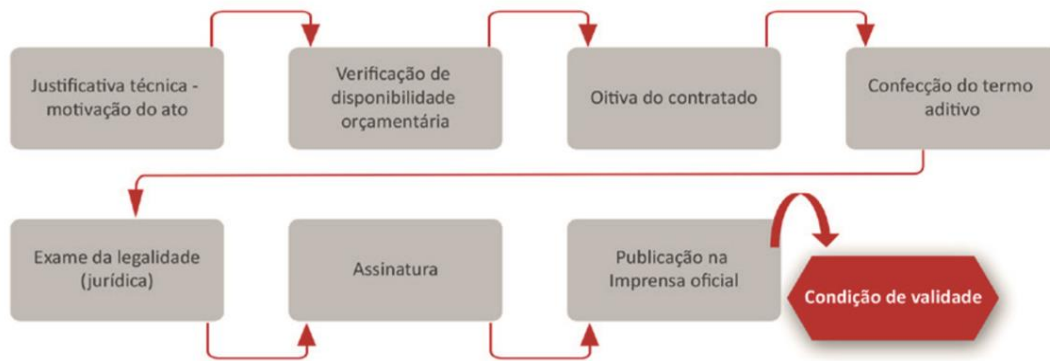 Justificativa técnica -
motivação do ato
Verificação de
disponibilidade
orçamentária
Oitiva do contratado
Confecção do termo
aditivo
Exame da legalidade
(jurídica)
Assinatura
Publicação na
Imprensa oficial
Condição de validade